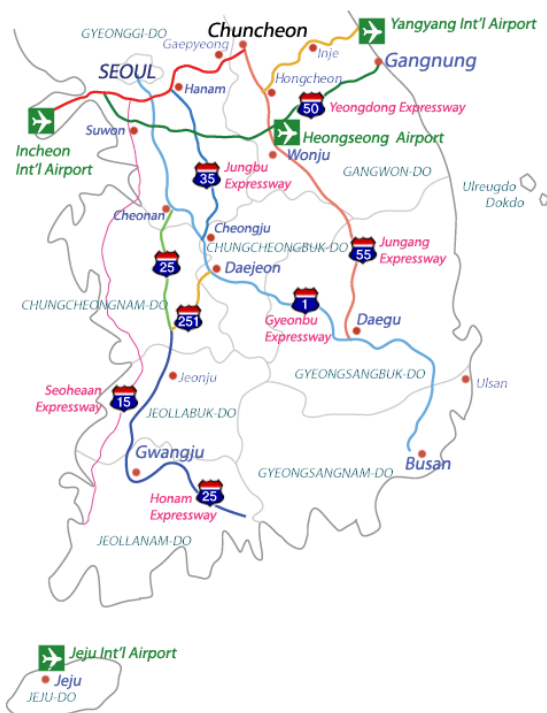 Yangyang Int'l Airport
GYEONGGI-DO
Chuncheon
Gaepyeong
Inje
Gangnung
SEOUL
Hanam
Hongcheon
50
Yeongdong Expressway
Incheon
Int'l Airport
Suwon
Heongseong Airport
Wonju
35
Jungbu
Expressway
GANGWON-DO
Ulreugdo
Dokdo
Cheonan
Cheongju
CHUNGCHEONGBUK-DO
Jungang
Expressway
55
25
Daejeon
CHUNGCHEONGNAM-DO
251
1
Gyeonbu
Expressway
Daegu
Seoheaan
Expressway
15
Jeonju
GYEONGSANGBUK-DO
Ulsan
JEOLLABUK-DO
Gwangju
GYEONGSANGNAM-DO
Busan
Honam
Expressway
25
JEOLLANAM-DO
Jeju Int'l Airport
Jeju
JEJU-DO